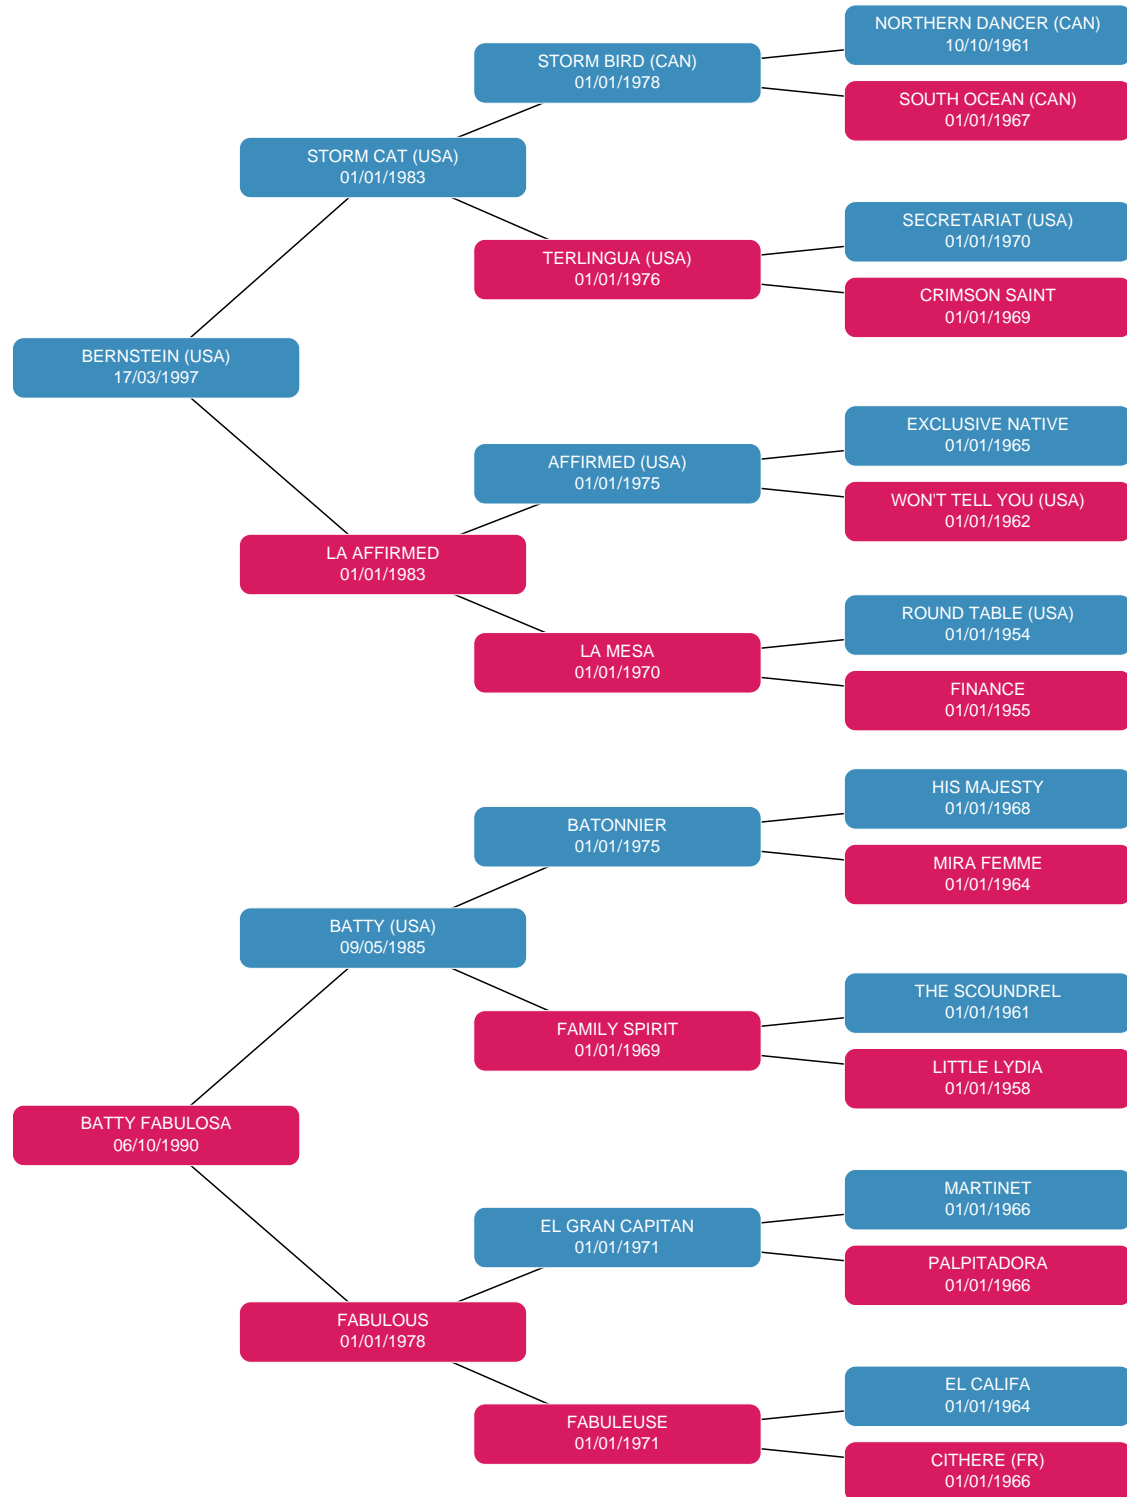 NORTHERN DANCER (CAN)
10/10/1961
STORM BIRD (CAN)
01/01/1978
SOUTH OCEAN (CAN)
01/01/1967
STORM CAT (USA)
01/01/1983
SECRETARIAT (USA)
01/01/1970
TERLINGUA (USA)
01/01/1976
CRIMSON SAINT
01/01/1969
BERNSTEIN (USA)
17/03/1997
EXCLUSIVE NATIVE
01/01/1965
AFFIRMED (USA)
01/01/1975
WON'T TELL YOU (USA)
01/01/1962
LA AFFIRMED
01/01/1983
ROUND TABLE (USA)
01/01/1954
LA MESA
01/01/1970
FINANCE
01/01/1955
HIS MAJESTY
01/01/1968
BATONNIER
01/01/1975
MIRA FEMME
01/01/1964
BATTY (USA)
09/05/1985
THE SCOUNDREL
01/01/1961
FAMILY SPIRIT
01/01/1969
LITTLE LYDIA
01/01/1958
BATTY FABULOSA
06/10/1990
MARTINET
01/01/1966
EL GRAN CAPITAN
01/01/1971
PALPITADORA
01/01/1966
FABULOUS
01/01/1978
EL CALIFA
01/01/1964
FABULEUSE
01/01/1971
CITHERE (FR)
01/01/1966